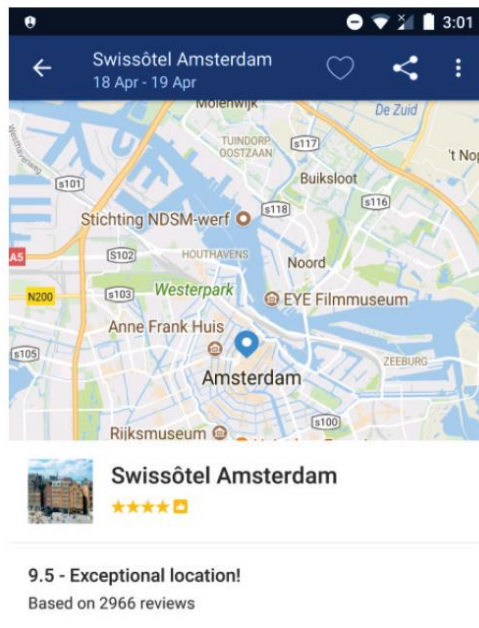 3:01
Swissôtel Amsterdam
18 Apr - 19 Apr
Molenwijk
De Zuid
TUINDORP
OOSTZAAN
s117
't Nop
s101
Buiksloot
s116
Stichting NDSM-werf
s118
A5
S102
HOUTHAVENS
Noord
N200
s103
Westerpark
EYE Filmmuseum
Anne Frank Huis
s105
ZEEBURG
Amsterdam
s100
Rijksmuseum
Swissôtel Amsterdam
9.5 - Exceptional location!
Based on 2966 reviews